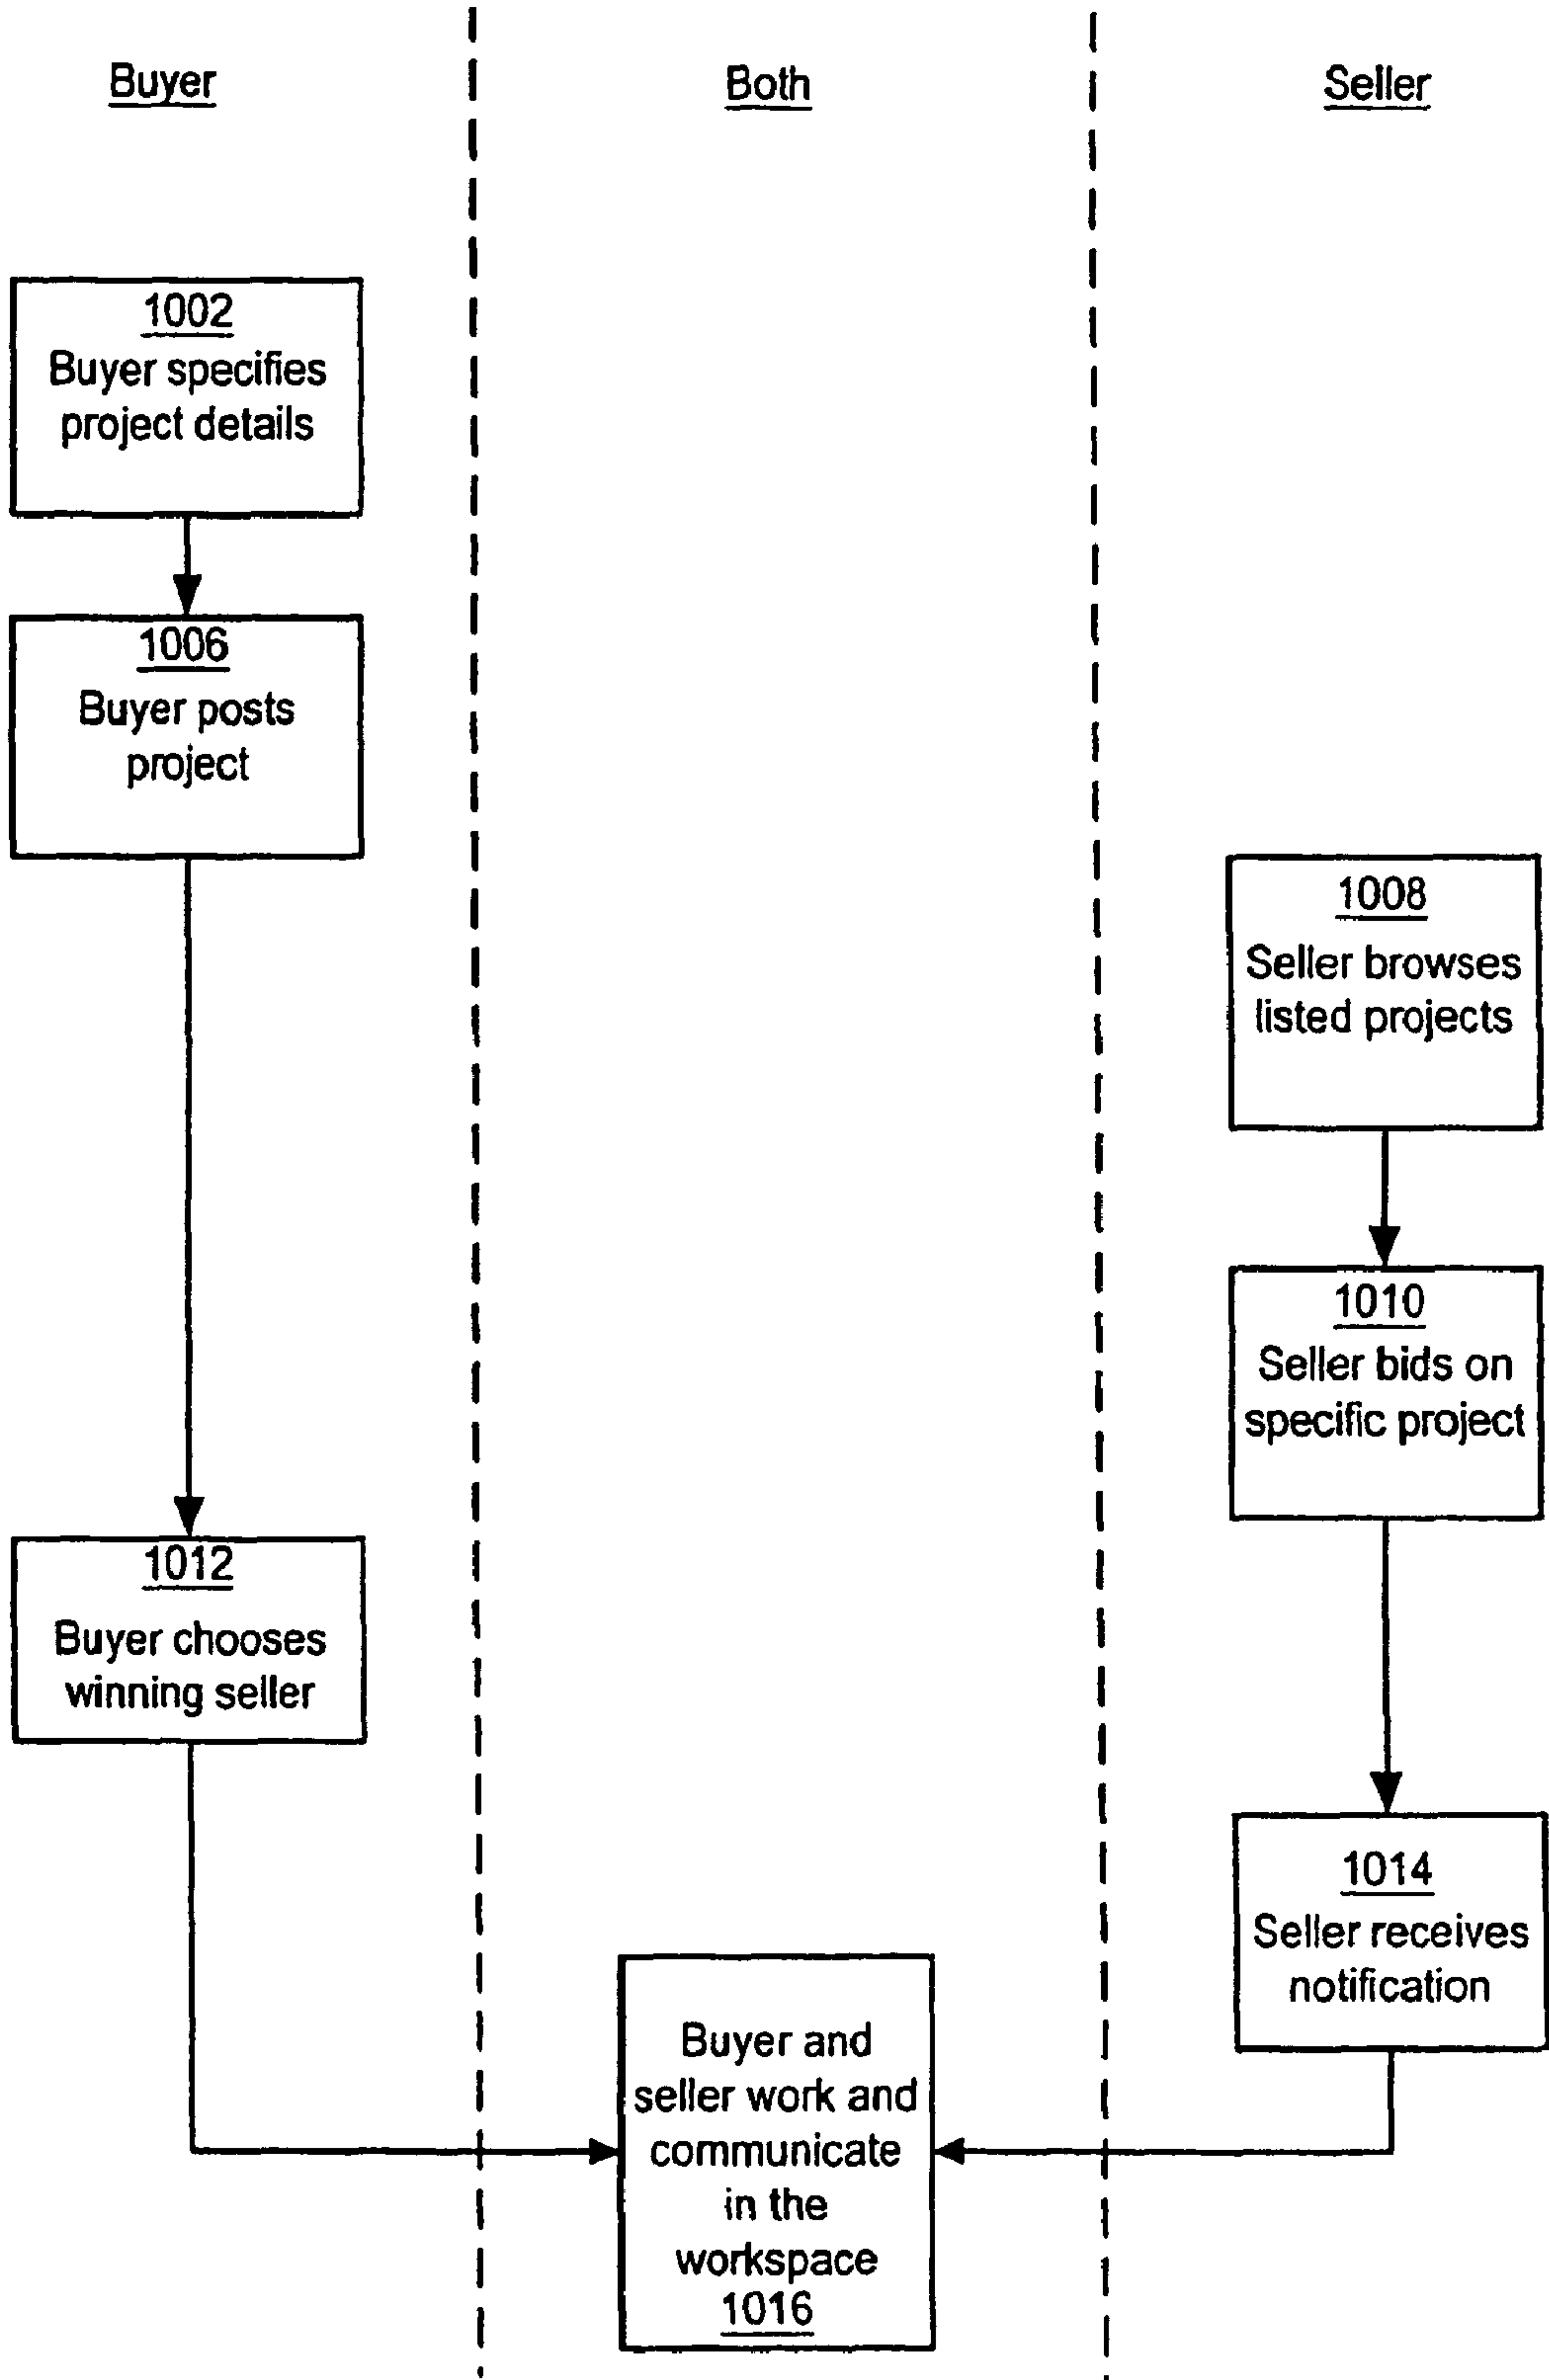 Buyer
Both
Seller
1002
Buyer specifies
project details
1006
Buyer posts
project
1008
Seller browses
listed projects
1010
Seller bids on
specific project
1012
Buyer chooses
winning seller
1014
Seller receives
notification
Buyer and
seller work and
communicate
in the
workspace
1016